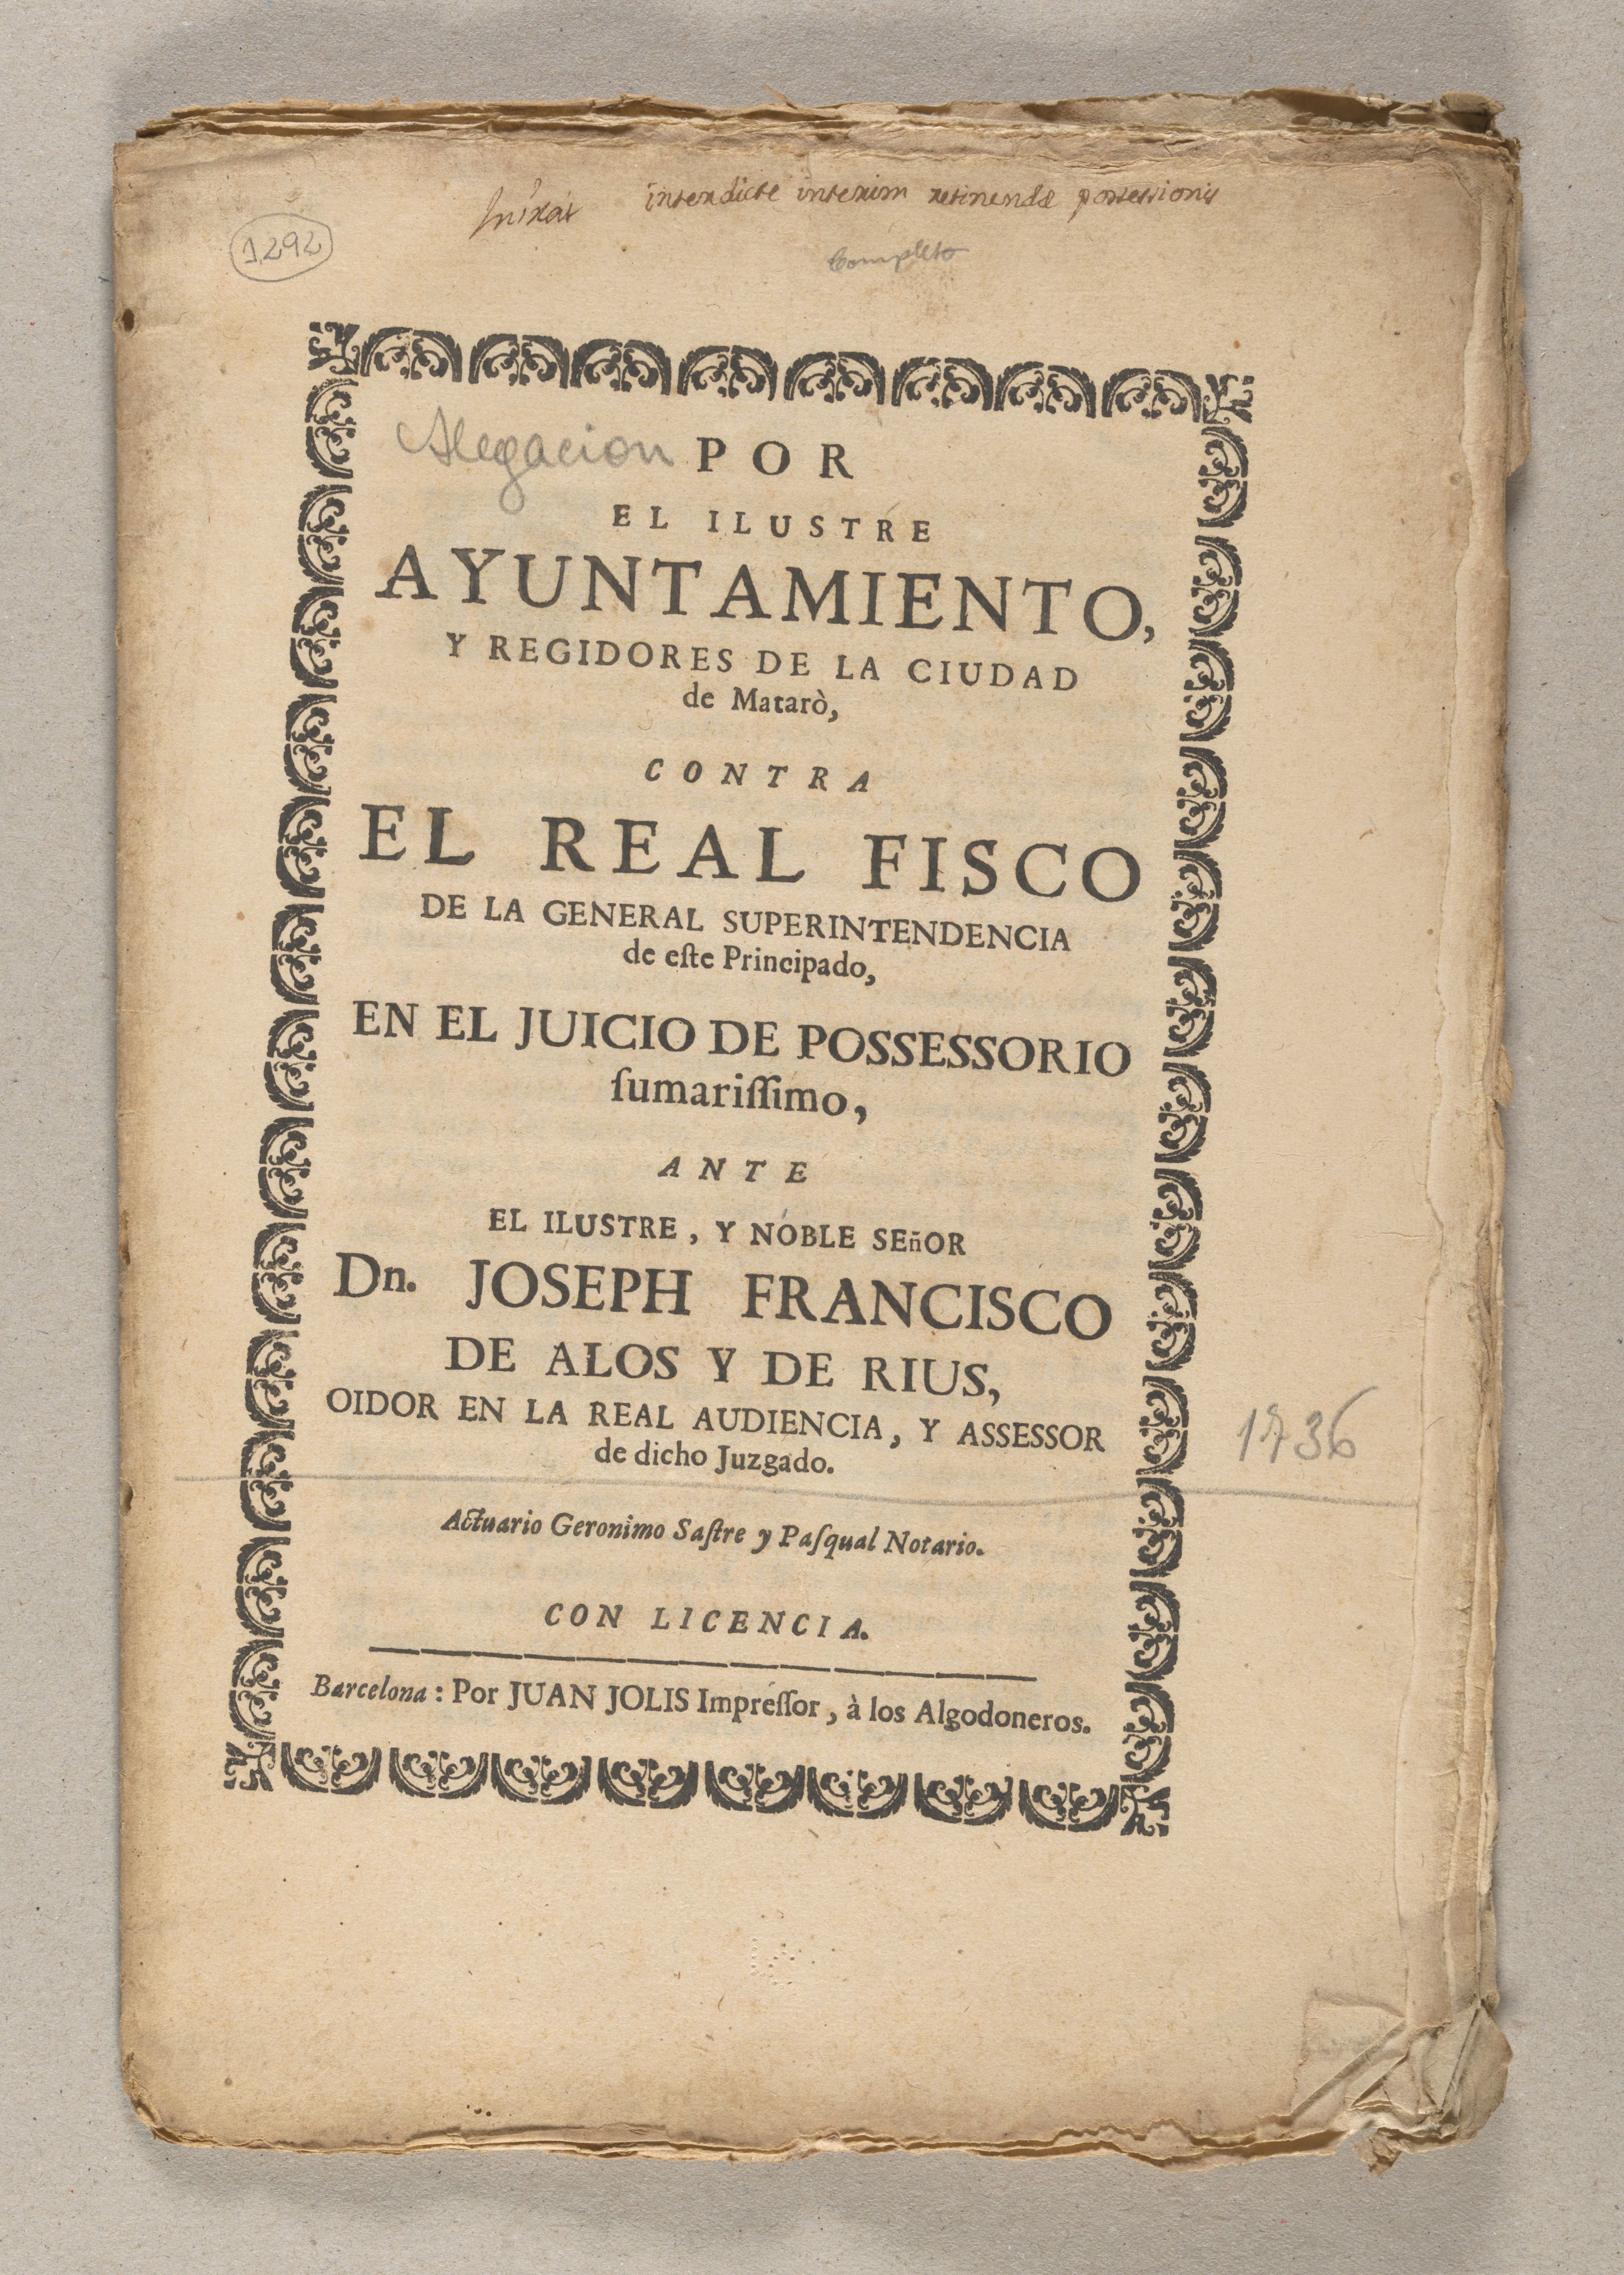 interdicte interim retinendæ possessionis
1292
Completo
Alegacion POR
EL ILUSTRE
AYUNTAMIENTO,
Y REGIDORES DE LA CIUDAD
de Matarò,
CONTRA
EL REAL FISCO
DE LA GENERAL SUPERINTENDENCIA
de eſte Principado,
EN EL JUICIO DE POSSESSORIO
ſumariſſimo,
ANTE
EL ILUSTRE, Y NOBLE SEñOR
Dn. JOSEPH FRANCISCO
DE ALOS Y DE RIUS,
OIDOR EN LA REAL AUDIENCIA, Y ASSESSOR
de dicho Juzgado.
1736
Actuario Geronimo Saſtre y Paſqual Notario.
CON LICENCIA.
Barcelona: Por JUAN JOLIS Impreſſor, à los Algodoneros.